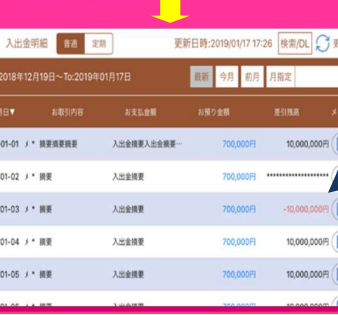 入出金明細 普通 定期 更新日時:2019/01/17 17:26 検索/DL 更
2018年12月19日～To:2019年01月17日 最新 今月 前月 月指定
日▼ お取引内容 お支払金額 お預り金額 差引残高 メ
01-01 メ * 摘要摘要摘要 入出金摘要入出金摘要… 700,000円 10,000,000円
01-02 メ * 摘要 入出金摘要 700,000円 ********************
01-03 メ * 摘要 入出金摘要 700,000円 -10,000,000円
01-04 メ * 摘要 入出金摘要 700,000円 10,000,000円
01-05 メ * 摘要 入出金摘要 700,000円 10,000,000円